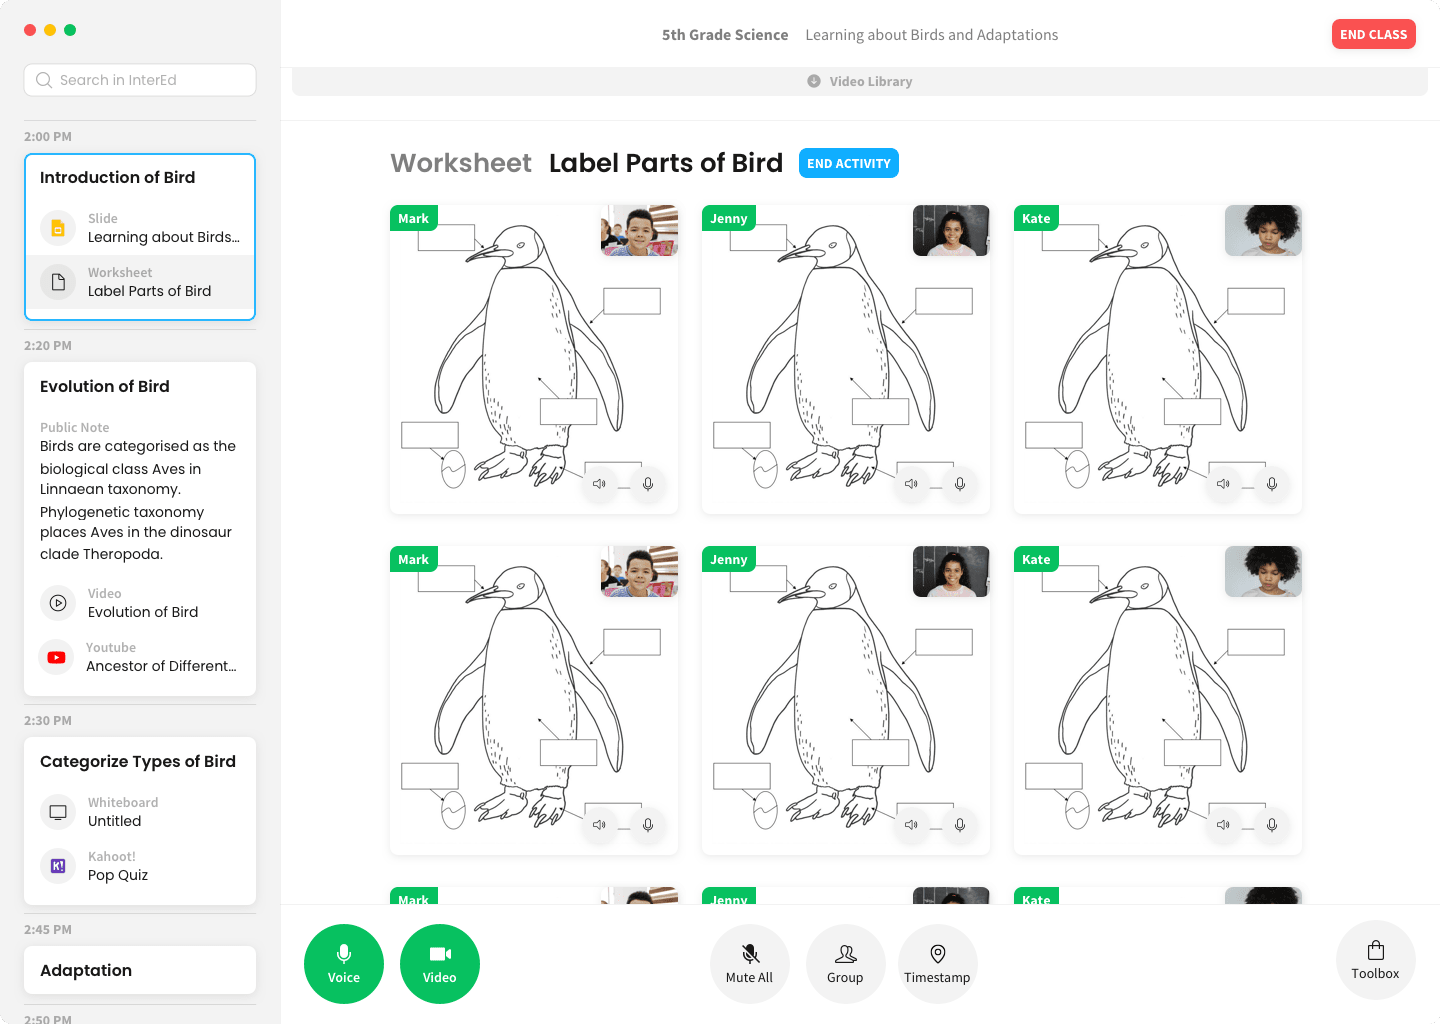 5th Grade Science Learning about Birds and Adaptations
END CLASS
Search in InterEd
Video Library
2:00 PM
Introduction of Bird
Slide
Learning about Birds...
Worksheet
Label Parts of Bird
2:20 PM
Evolution of Bird
Public Note
Birds are categorised as the
biological class Aves in
Linnaean taxonomy.
Phylogenetic taxonomy
places Aves in the dinosaur
clade Theropoda.
Video
Evolution of Bird
Youtube
Ancestor of Different...
2:30 PM
Categorize Types of Bird
Whiteboard
Untitled
Kahoot!
K!
Pop Quiz
2:45 PM
Adaptation
2:50 PM
Worksheet Label Parts of Bird END ACTIVITY
Mark
Jenny
Kate
Mark
Jenny
Kate
Mark
Jenny
Kate
Voice
Video
Mute All
Group
Timestamp
Toolbox